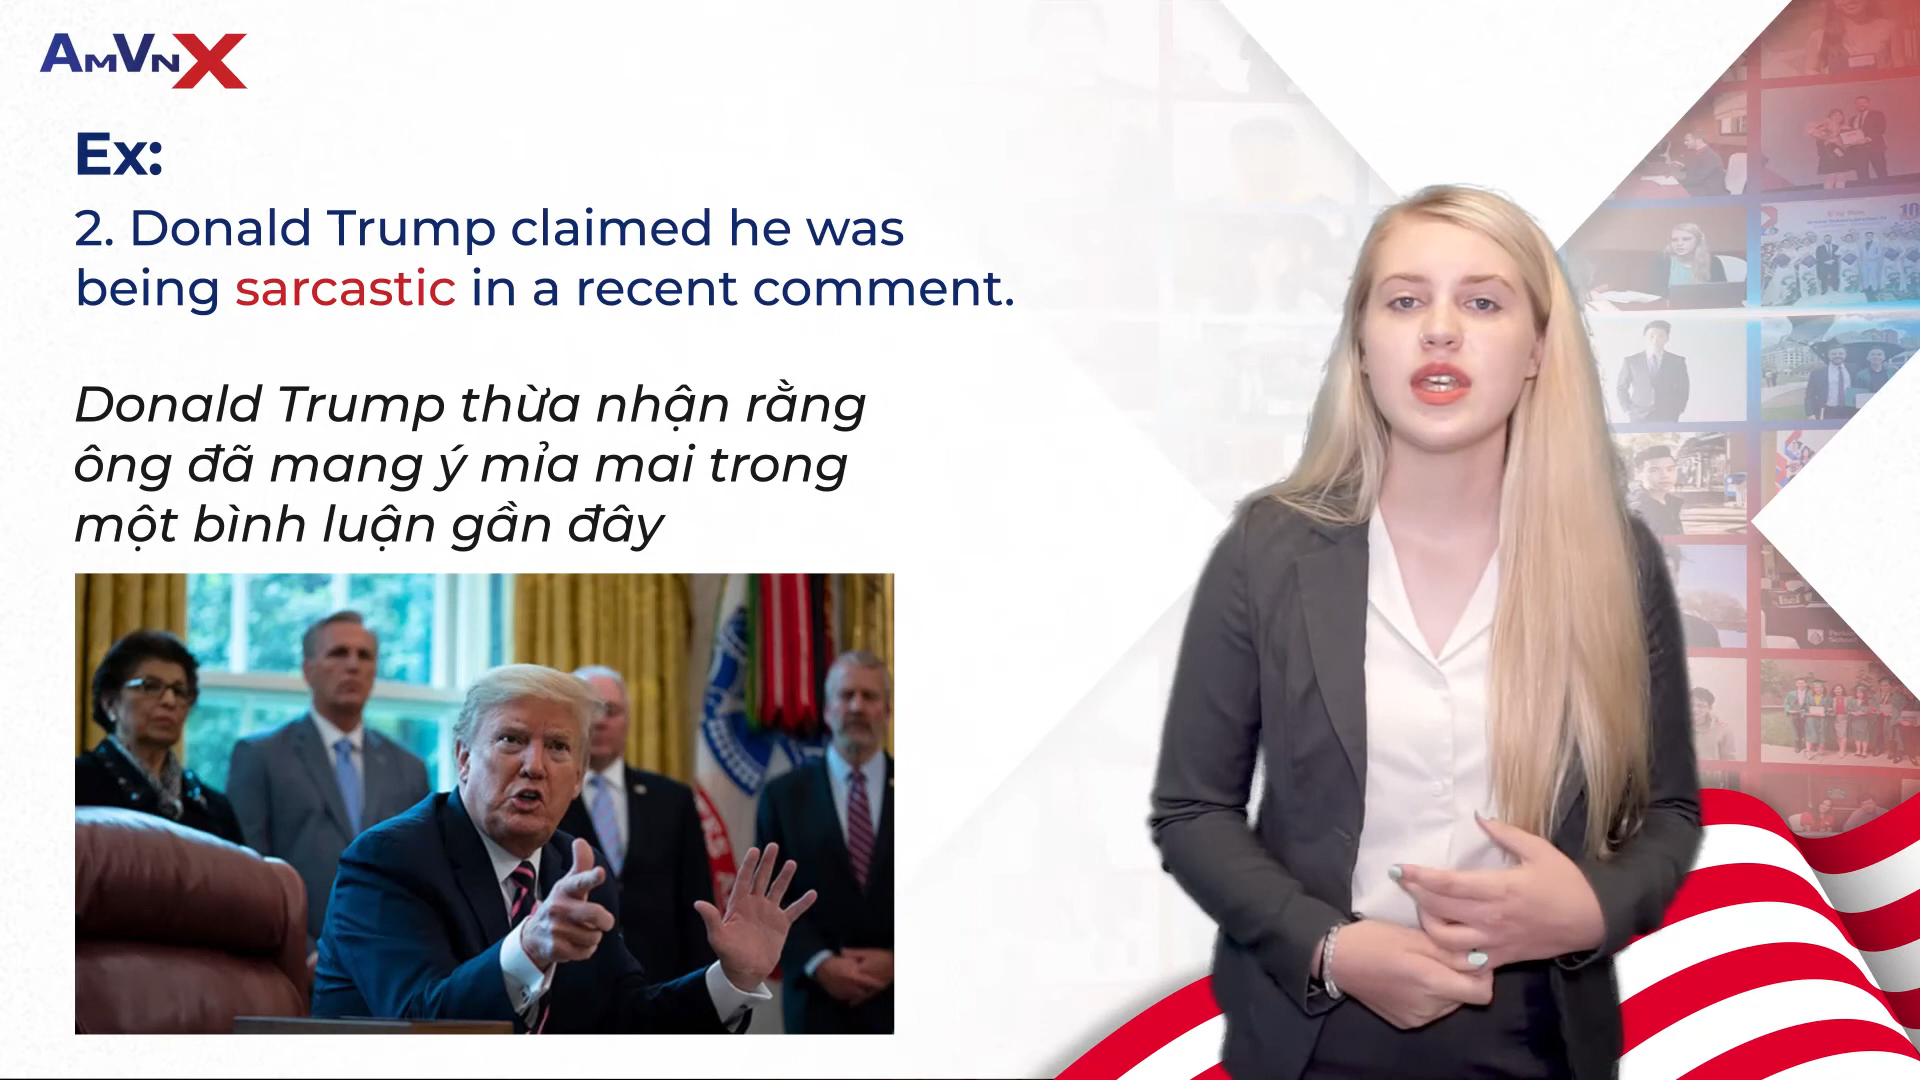 AMVNX
Ex:
2. Donald Trump claimed he was
being sarcastic in a recent comment.
Donald Trump thừa nhận rằng
ông đã mang ý mỉa mai trong
một bình luận gần đây